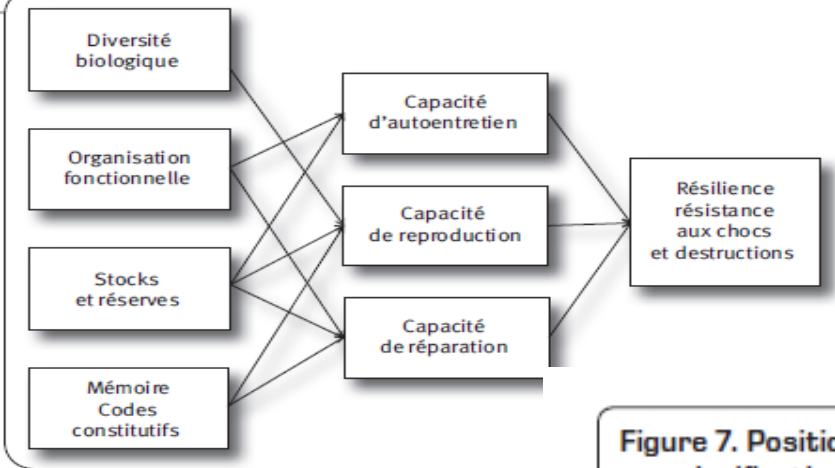 Diversité
biologique
Organisation
fonctionnelle
Stocks
et réserves
Mémoire
Codes
constitutifs
Capacité
d'autoentretien
Capacité
de reproduction
Capacité
de réparation
Résilience
résistance
aux chocs
et destructions
Figure 7.